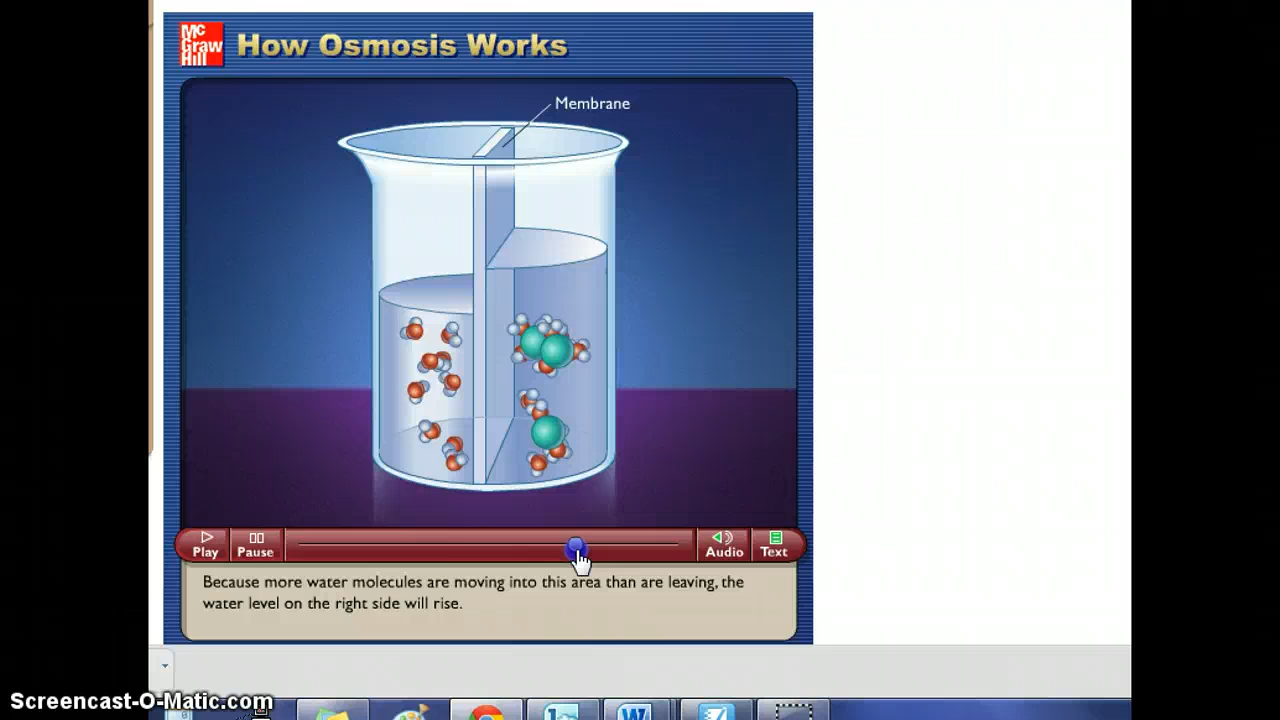 Mc
Graw
Hill
How Osmosis Works
Membrane
Play
Pause
Audio
Text
Because more water molecules are moving into this area than are leaving, the
water level on the right side will rise.
Screencast-O-Matic.com
W